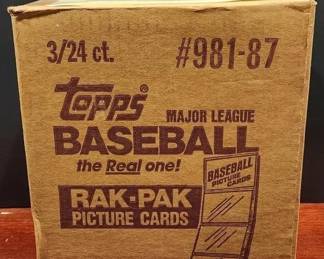 3/24 ct. #981-87
Topps
MAJOR LEAGUE
BASEBALL
the Real one!
RAK-PAK
PICTURE CARDS
BASEBALL
PICTURE CARDS